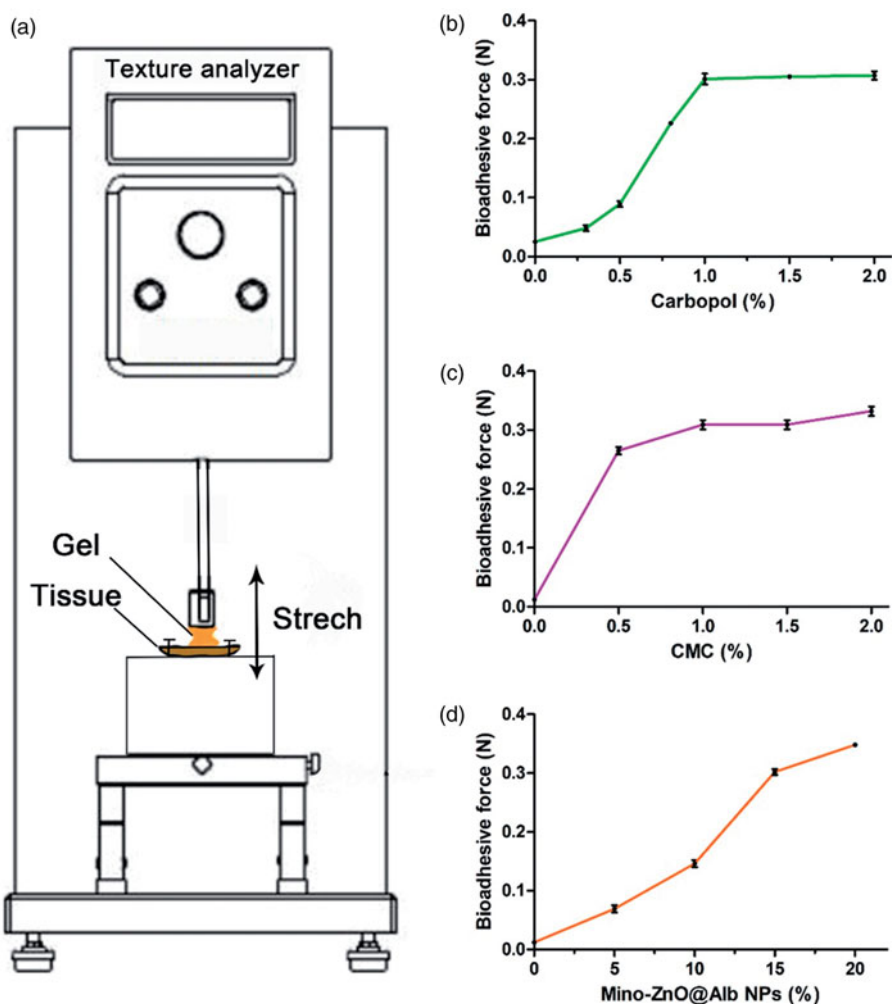 (a)
Texture analyzer
Gel
Tissue
Strech
(b)
Bioadhesive force (N)
0.4
0.3
0.2
0.1
0.0
0.0 0.5 1.0 1.5 2.0
Carbopol (%)
(c)
Bioadhesive force (N)
0.4
0.3
0.2
0.1
0.0
0.0 0.5 1.0 1.5 2.0
CMC (%)
(d)
Bioadhesive force (N)
0.4
0.3
0.2
0.1
0.0
0 5 10 15 20
Mino-ZnO@Alb NPs (%)